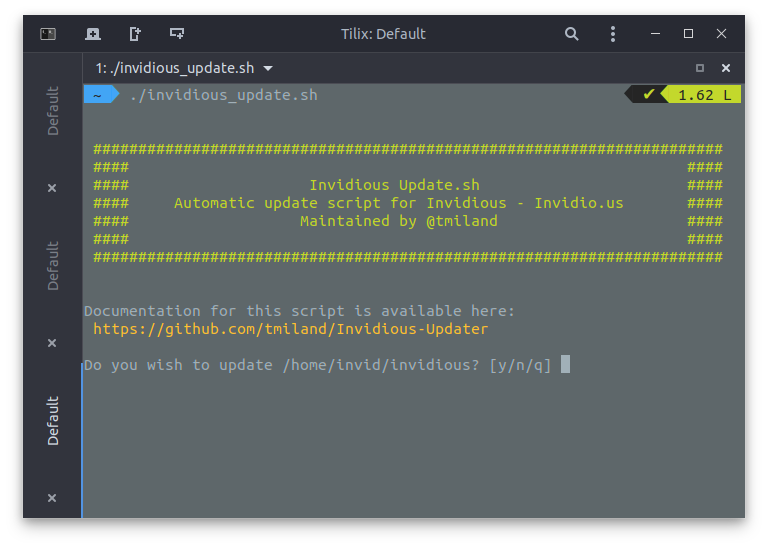 Tilix: Default
1: ./invidious_update.sh
Default
Default
Default
~ ./invidious_update.sh ✔ 1.62 L
######################################################################
#### ####
#### Invidious Update.sh ####
#### Automatic update script for Invidious - Invidio.us ####
#### Maintained by @tmiland ####
#### ####
######################################################################
Documentation for this script is available here:
https://github.com/tmiland/Invidious-Updater
Do you wish to update /home/invid/invidious? [y/n/q]